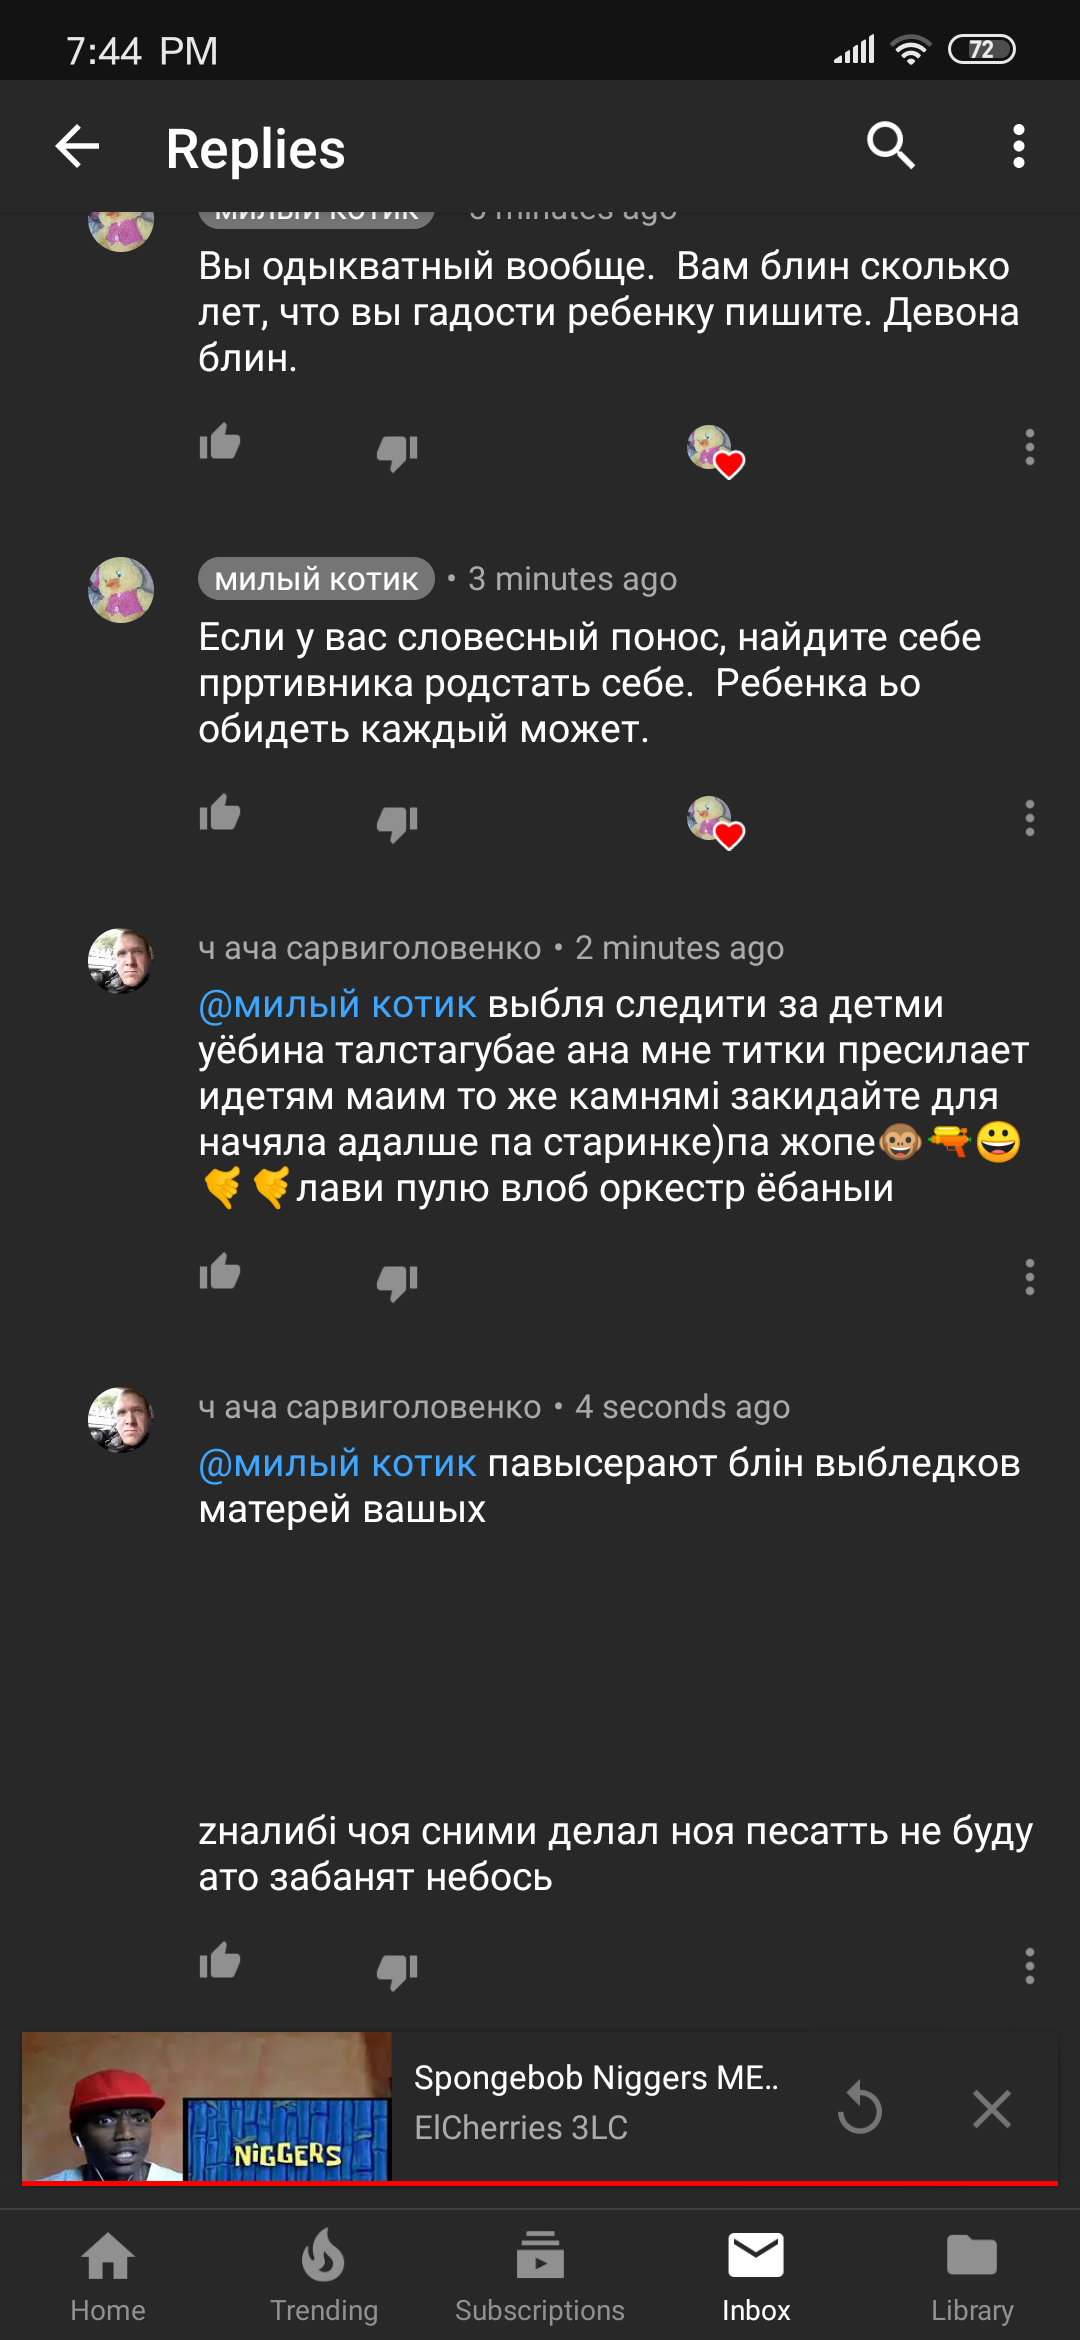 7:44 PM
72
Replies
милый котик 3 minutes ago
Вы одыкватный вообще. Вам блин сколько
лет, что вы гадости ребенку пишите. Девона
блин.
милый котик • 3 minutes ago
Если у вас словесный понос, найдите себе
прртивника родстать себе. Ребенка ьо
обидеть каждый может.
ч ача сарвиголовенко • 2 minutes ago
@милый котик выбля следити за детми
уёбина талстагубае ана мне титки пресилает
идетям маим то же камнямі закидайте для
начяла адалше па старинке)па жопе🐵🔫😀
🤙🤙лави пулю влоб оркестр ёбаныи
ч ача сарвиголовенко • 4 seconds ago
@милый котик павысерают блін выбледков
матерей вашых
zналибі чоя сними делал ноя песатть не буду
ато забанят небось
Spongebob Niggers ME..
ElCherries 3LC
NiGGERS
Home
Trending
Subscriptions
Inbox
Library